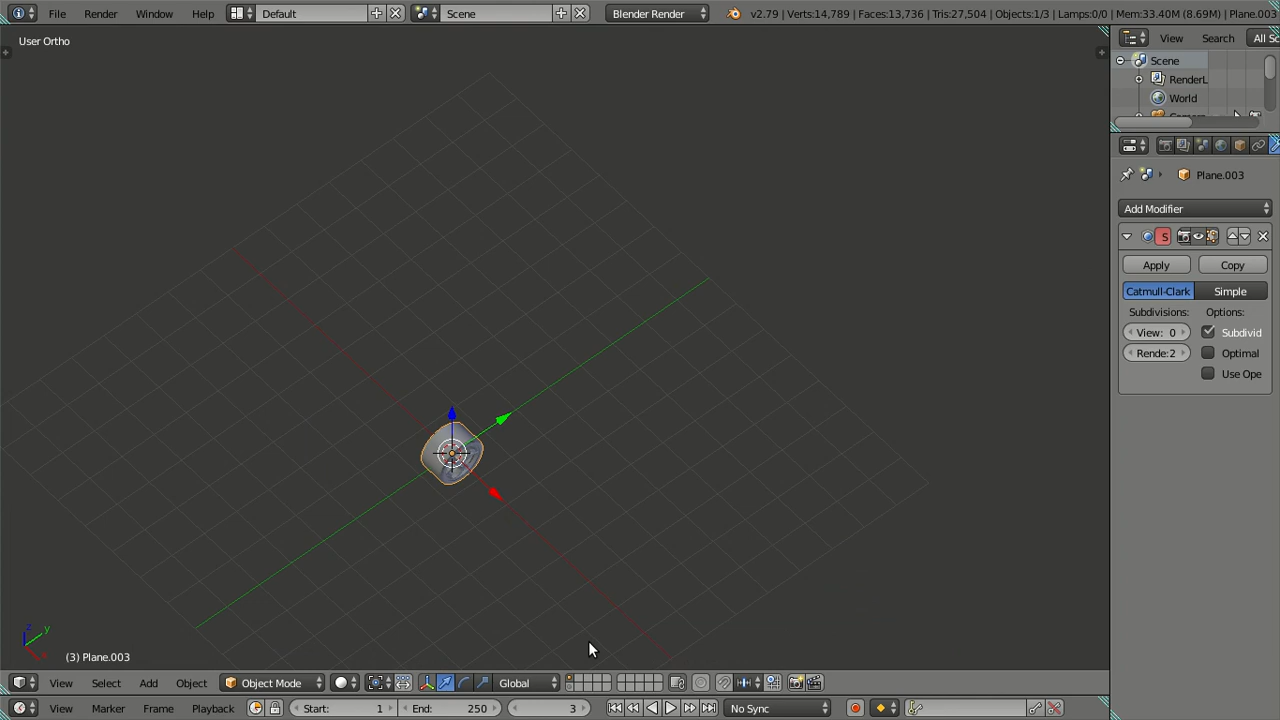 File Render Window Help Default Scene Blender Render v2.79 | Verts:14,789 | Faces:13,736 | Tris:27,504 | Objects:1/3 | Lamps:0/0 | Mem:33.40M (8.69M) | Plane.003
User Ortho
View Search All Sc
Scene
RenderL
World
Plane.003
Add Modifier
S
Apply Copy
Catmull-Clark Simple
Subdivisions: Options:
View: 0 Subdivid
Rende:2 Optimal
Use Ope
z
y
x
(3) Plane.003
View Select Add Object Object Mode Global
View Marker Frame Playback Start: 1 End: 250 3 No Sync